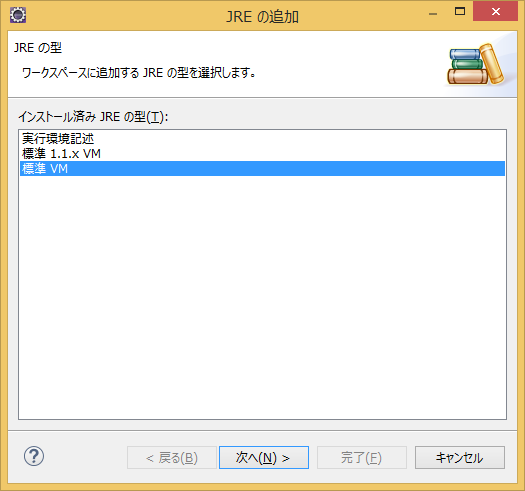 JRE の追加
JRE の型
ワークスペースに追加する JRE の型を選択します。
インストール済み JRE の型(T):
実行環境記述
標準 1.1.x VM
標準 VM
< 戻る(B)
次へ(N) >
完了(F)
キャンセル